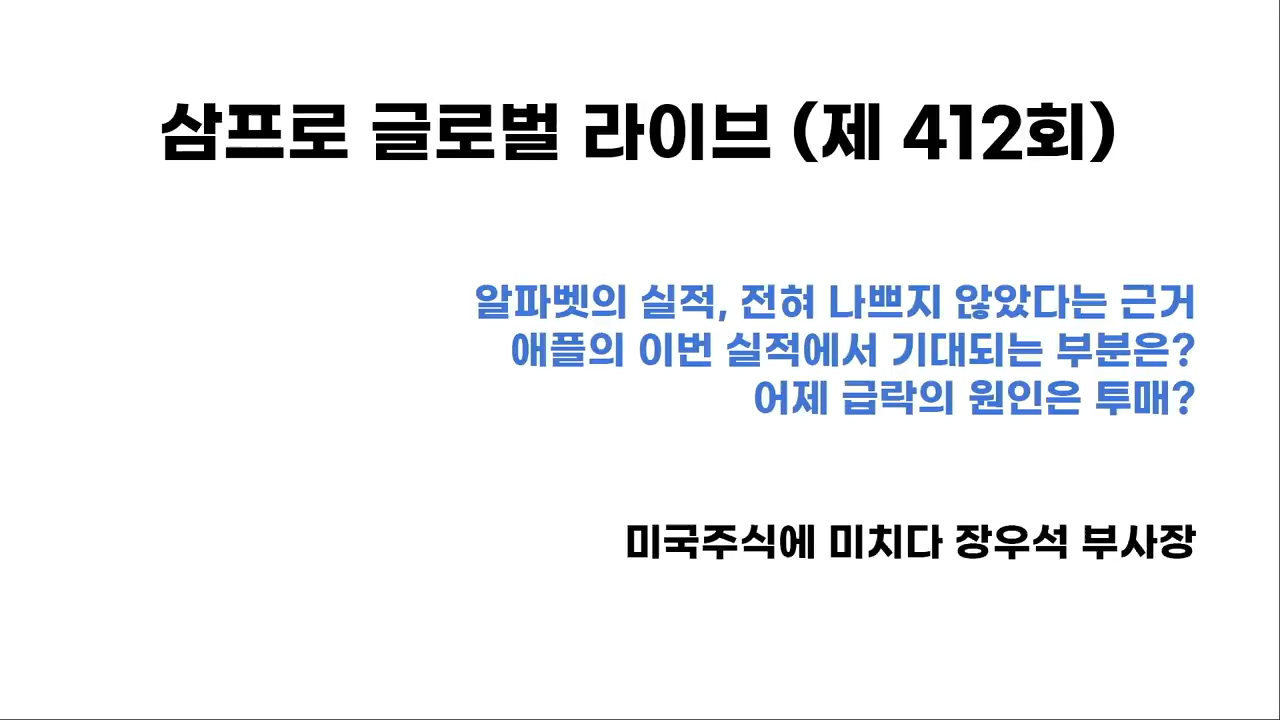 삼프로 글로벌 라이브 (제 412회)
알파벳의 실적, 전혀 나쁘지 않았다는 근거
애플의 이번 실적에서 기대되는 부분은?
어제 급락의 원인은 투매?
미국주식에 미치다 장우석 부사장